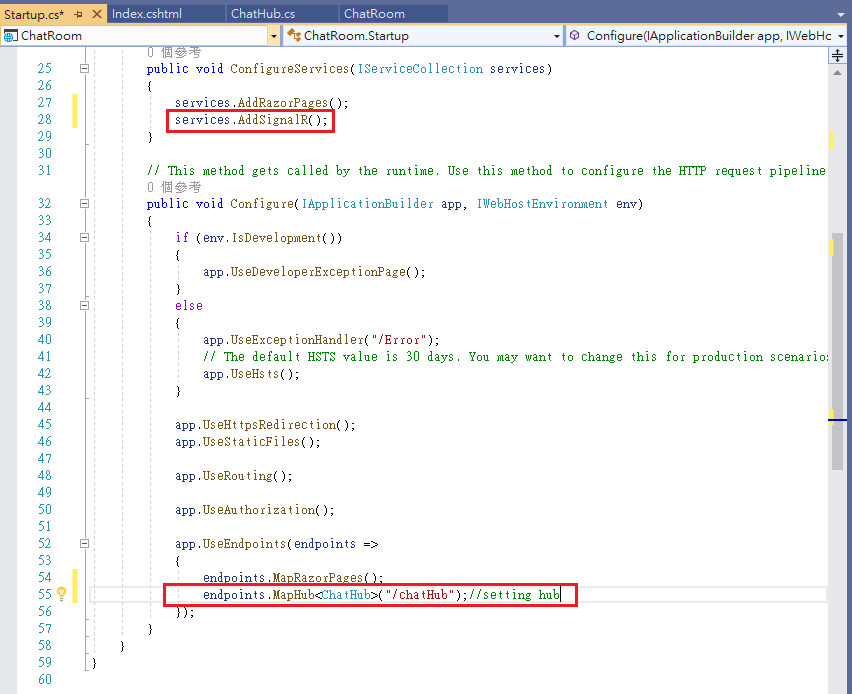 Startup.cs* Index.cshtml ChatHub.cs ChatRoom
ChatRoom ChatRoom.Startup Configure(IApplicationBuilder app, IWebHc
0 個參考
25 public void ConfigureServices(IServiceCollection services)
26 {
27 services.AddRazorPages();
28 services.AddSignalR();
29 }
30
31 // This method gets called by the runtime. Use this method to configure the HTTP request pipeline
0 個參考
32 public void Configure(IApplicationBuilder app, IWebHostEnvironment env)
33 {
34 if (env.IsDevelopment())
35 {
36 app.UseDeveloperExceptionPage();
37 }
38 else
39 {
40 app.UseExceptionHandler("/Error");
41 // The default HSTS value is 30 days. You may want to change this for production scenarios
42 app.UseHsts();
43 }
44
45 app.UseHttpsRedirection();
46 app.UseStaticFiles();
47
48 app.UseRouting();
49
50 app.UseAuthorization();
51
52 app.UseEndpoints(endpoints =>
53 {
54 endpoints.MapRazorPages();
55 endpoints.MapHub<ChatHub>("/chatHub");//setting hub
56 });
57 }
58 }
59 }
60